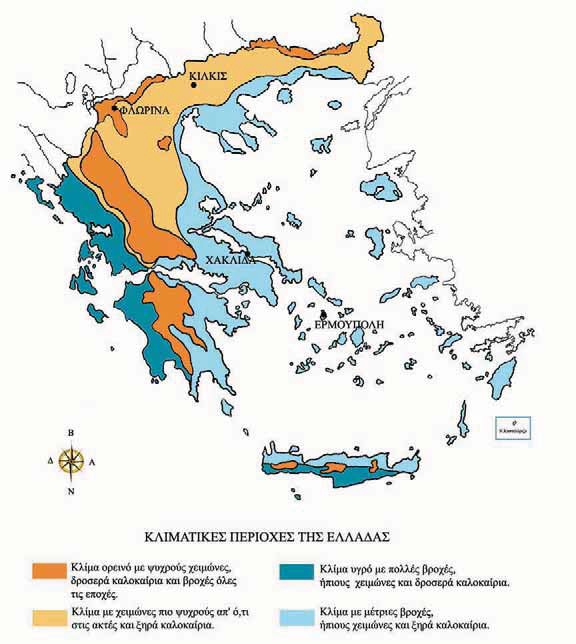 ΚΙΛΚΙΣ
ΦΛΩΡΙΝΑ
ΧΑΚΛΙΔΑ
ΕΡΜΟΥΠΟΛΗ
Β
Δ Α
Ν
ΚΛΙΜΑΤΙΚΕΣ ΠΕΡΙΟΧΕΣ ΤΗΣ ΕΛΛΑΔΑΣ
Κλίμα ορεινό με ψυχρούς χειμώνες,
δροσερά καλοκαίρια και βροχές όλες
τις εποχές.
Κλίμα με χειμώνες πιο ψυχρούς απ' ό,τι
στις ακτές και ξηρά καλοκαίρια.
Κλίμα υγρό με πολλές βροχές,
ήπιους χειμώνες και δροσερά καλοκαίρια.
Κλίμα με μέτριες βροχές,
ήπιους χειμώνες και ξηρά καλοκαίρια.